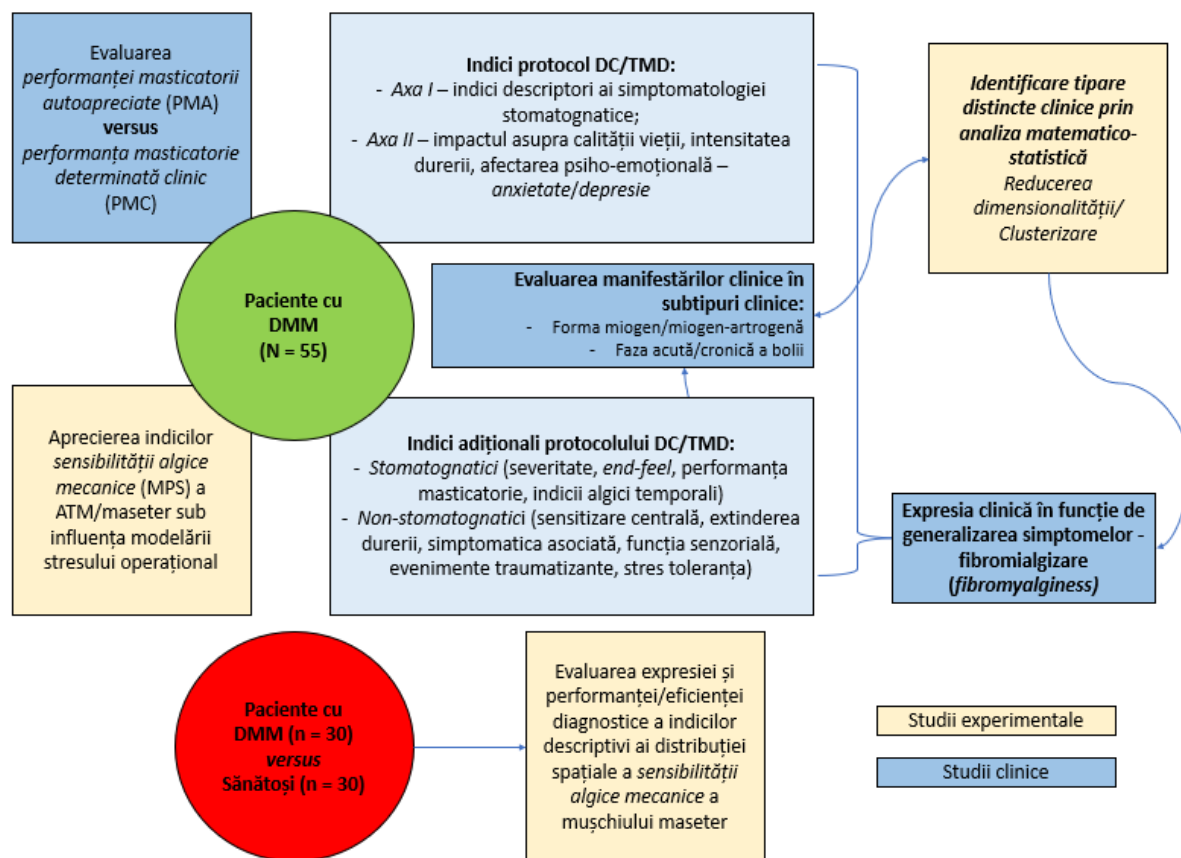 Evaluarea
performanței masticatorii
autoapreciate (PMA)
versus
performanța masticatorie
determinată clinic
(PMC)
Indici protocol DC/TMD:
- Axa I – indici descriptori ai simptomatologiei
stomatognatice;
- Axa II – impactul asupra calității vieții, intensitatea
durerii, afectarea psiho-emoțională –
anxietate/depresie
Identificare tipare
distincte clinice prin
analiza matematico-
statistică
Reducerea
dimensionalității/
Clusterizare
Paciente cu
DMM
(N = 55)
Evaluarea manifestărilor clinice în
subtipuri clinice:
- Forma miogen/miogen-artrogenă
- Faza acută/cronică a bolii
Aprecierea indicilor
sensibilității algice
mecanice (MPS) a
ATM/maseter sub
influența modelării
stresului operațional
Indici adiționali protocolului DC/TMD:
- Stomatognatici (severitate, end-feel, performanța
masticatorie, indicii algici temporali)
- Non-stomatognatici (sensitizare centrală, extinderea
durerii, simptomatica asociată, funcția senzorială,
evenimente traumatizante, stres toleranța)
Expresia clinică în funcție de
generalizarea simptomelor -
fibromialgizare
(fibromyalginess)
Paciente cu
DMM (n = 30)
versus
Sănătoși (n = 30)
Evaluarea expresiei și
performanței/eficienței
diagnostice a indicilor
descriptivi ai distribuției
spațiale a sensibilității
algice mecanice a
mușchiului maseter
Studii experimentale
Studii clinice